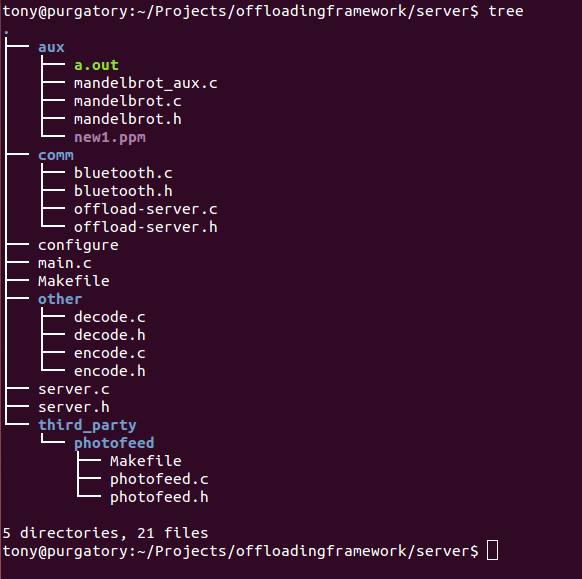 tony@purgatory:~/Projects/offloadingframework/server$ tree
.
├── aux
│   ├── a.out
│   ├── mandelbrot_aux.c
│   ├── mandelbrot.c
│   ├── mandelbrot.h
│   └── new1.ppm
├── comm
│   ├── bluetooth.c
│   ├── bluetooth.h
│   ├── offload-server.c
│   └── offload-server.h
├── configure
├── main.c
├── Makefile
├── other
│   ├── decode.c
│   ├── decode.h
│   ├── encode.c
│   └── encode.h
├── server.c
├── server.h
└── third_party
    └── photofeed
        ├── Makefile
        ├── photofeed.c
        └── photofeed.h

5 directories, 21 files
tony@purgatory:~/Projects/offloadingframework/server$